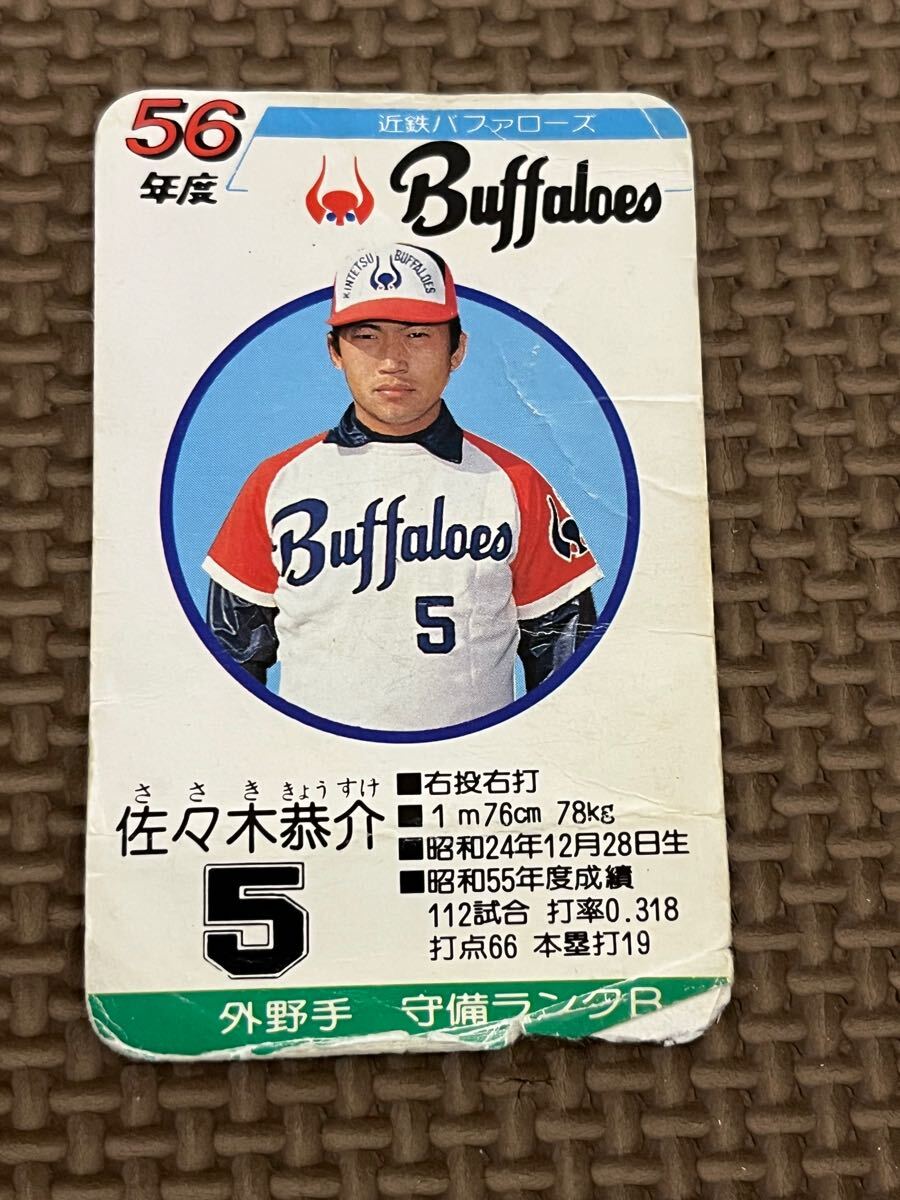 56
年度
近鉄バファローズ
Buffaloes
KINTETSU BUFFALOES
Buffaloes
5
ささききょうすけ
佐々木恭介
5
■右投右打
■1m76cm 78kg
■昭和24年12月28日生
■昭和55年度成績
112試合 打率0.318
打点66 本塁打19
外野手 守備ランクB